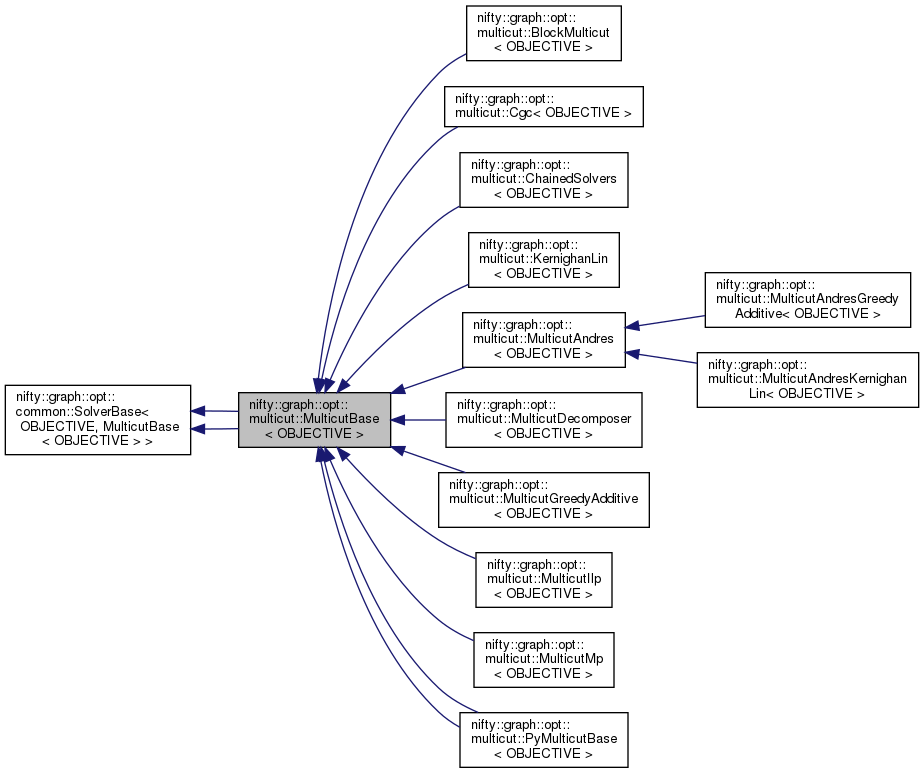 nifty::graph::opt::
common::SolverBase<
OBJECTIVE, MulticutBase
< OBJECTIVE > >
nifty::graph::opt::
multicut::MulticutBase
< OBJECTIVE >
nifty::graph::opt::
multicut::BlockMulticut
< OBJECTIVE >
nifty::graph::opt::
multicut::Cgc< OBJECTIVE >
nifty::graph::opt::
multicut::ChainedSolvers
< OBJECTIVE >
nifty::graph::opt::
multicut::KernighanLin
< OBJECTIVE >
nifty::graph::opt::
multicut::MulticutAndres
< OBJECTIVE >
nifty::graph::opt::
multicut::MulticutDecomposer
< OBJECTIVE >
nifty::graph::opt::
multicut::MulticutGreedyAdditive
< OBJECTIVE >
nifty::graph::opt::
multicut::MulticutIlp
< OBJECTIVE >
nifty::graph::opt::
multicut::MulticutMp
< OBJECTIVE >
nifty::graph::opt::
multicut::PyMulticutBase
< OBJECTIVE >
nifty::graph::opt::
multicut::MulticutAndresGreedy
Additive< OBJECTIVE >
nifty::graph::opt::
multicut::MulticutAndresKernighan
Lin< OBJECTIVE >